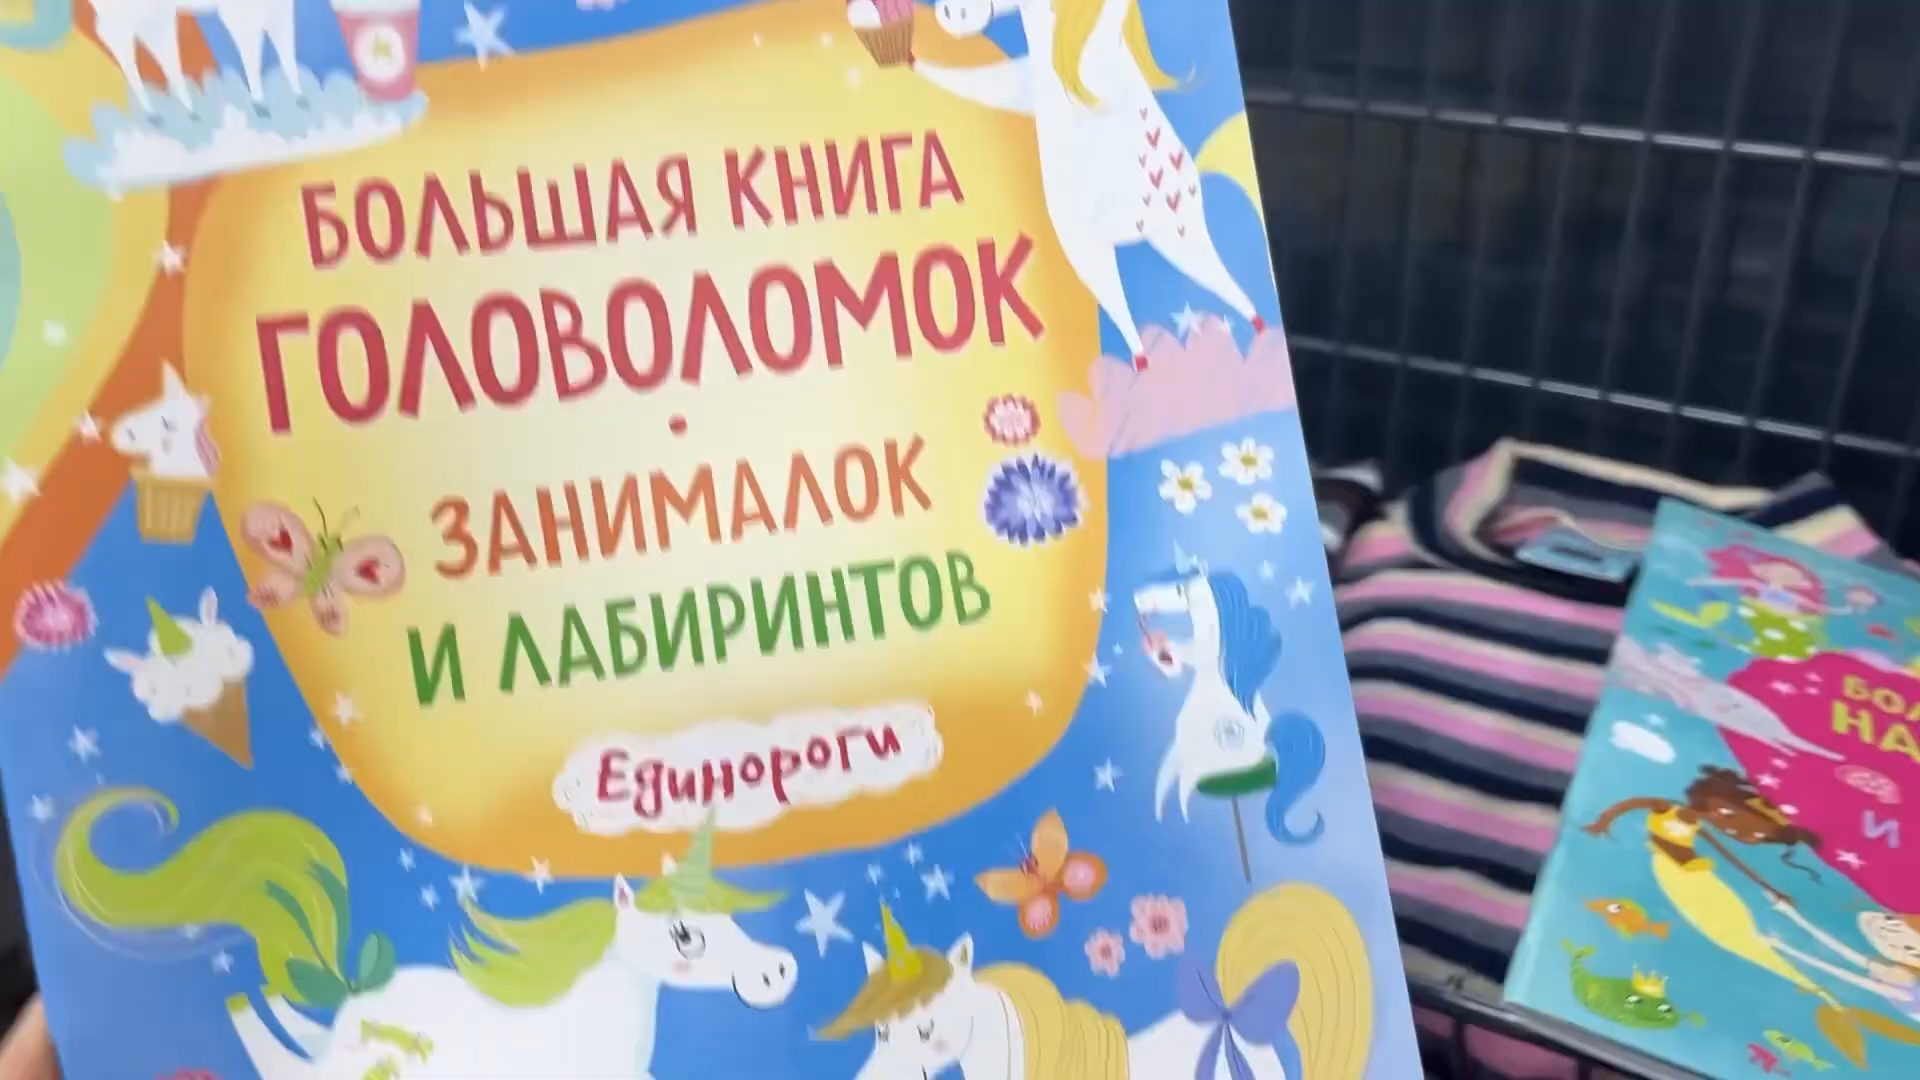 БОЛЬШАЯ КНИГА
ГОЛОВОЛОМОК
•
ЗАНИМАЛОК
И ЛАБИРИНТОВ
Единороги
И